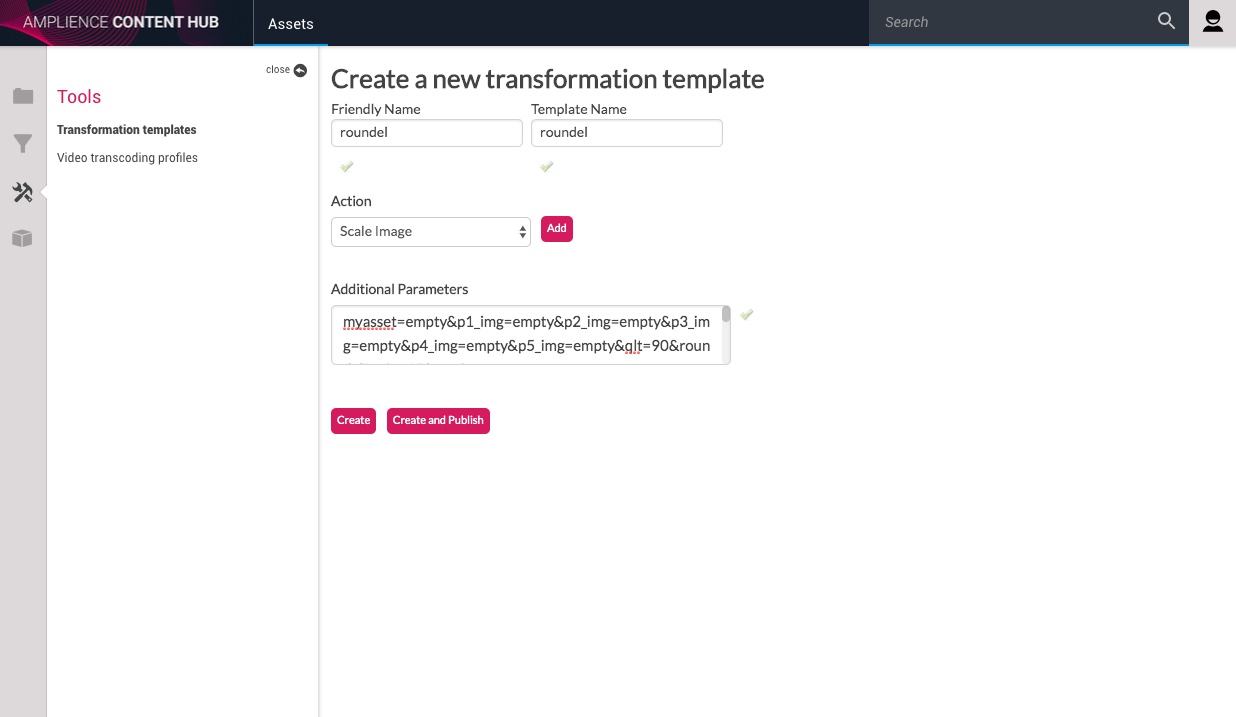 AMPLIENCE CONTENT HUB
Assets
Search
close
Tools
Transformation templates
Video transcoding profiles
Create a new transformation template
Friendly Name
Template Name
roundel
roundel
Action
Scale Image
Add
Additional Parameters
myasset=empty&p1_img=empty&p2_img=empty&p3_im
g=empty&p4_img=empty&p5_img=empty&qlt=90&roun
Create
Create and Publish